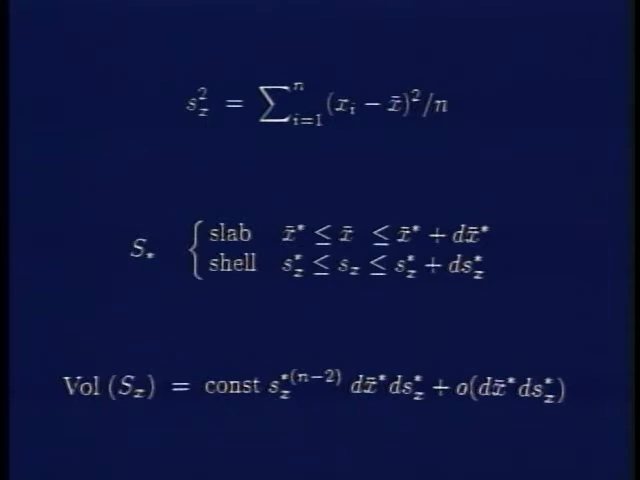 s_x^2 = ∑_{i=1}^n (x_i − x̄)^2/n
S_* { slab x̄* ≤ x̄ ≤ x̄* + dx̄*
shell s_x^* ≤ s_x ≤ s_x^* + ds_x^*
Vol (S_x) = const s_x^{*(n−2)} dx̄* ds_x^* + o(dx̄* ds_x^*)